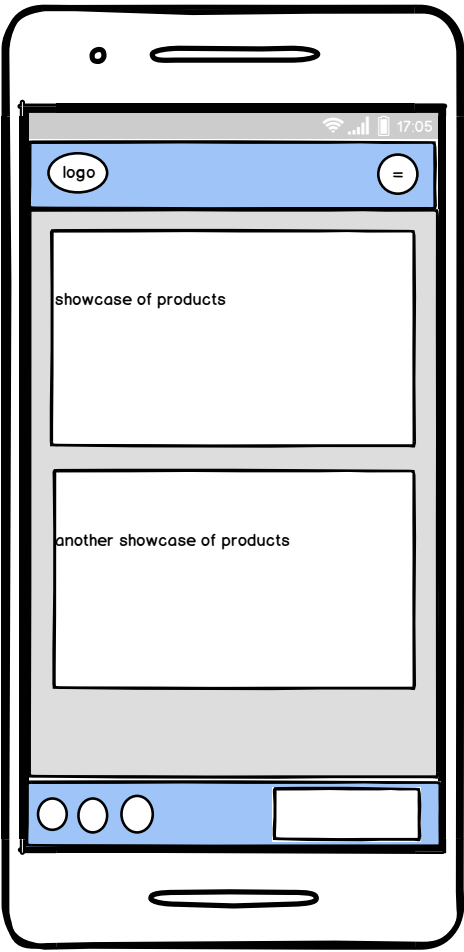 17:05
logo
=
showcase of products
another showcase of products